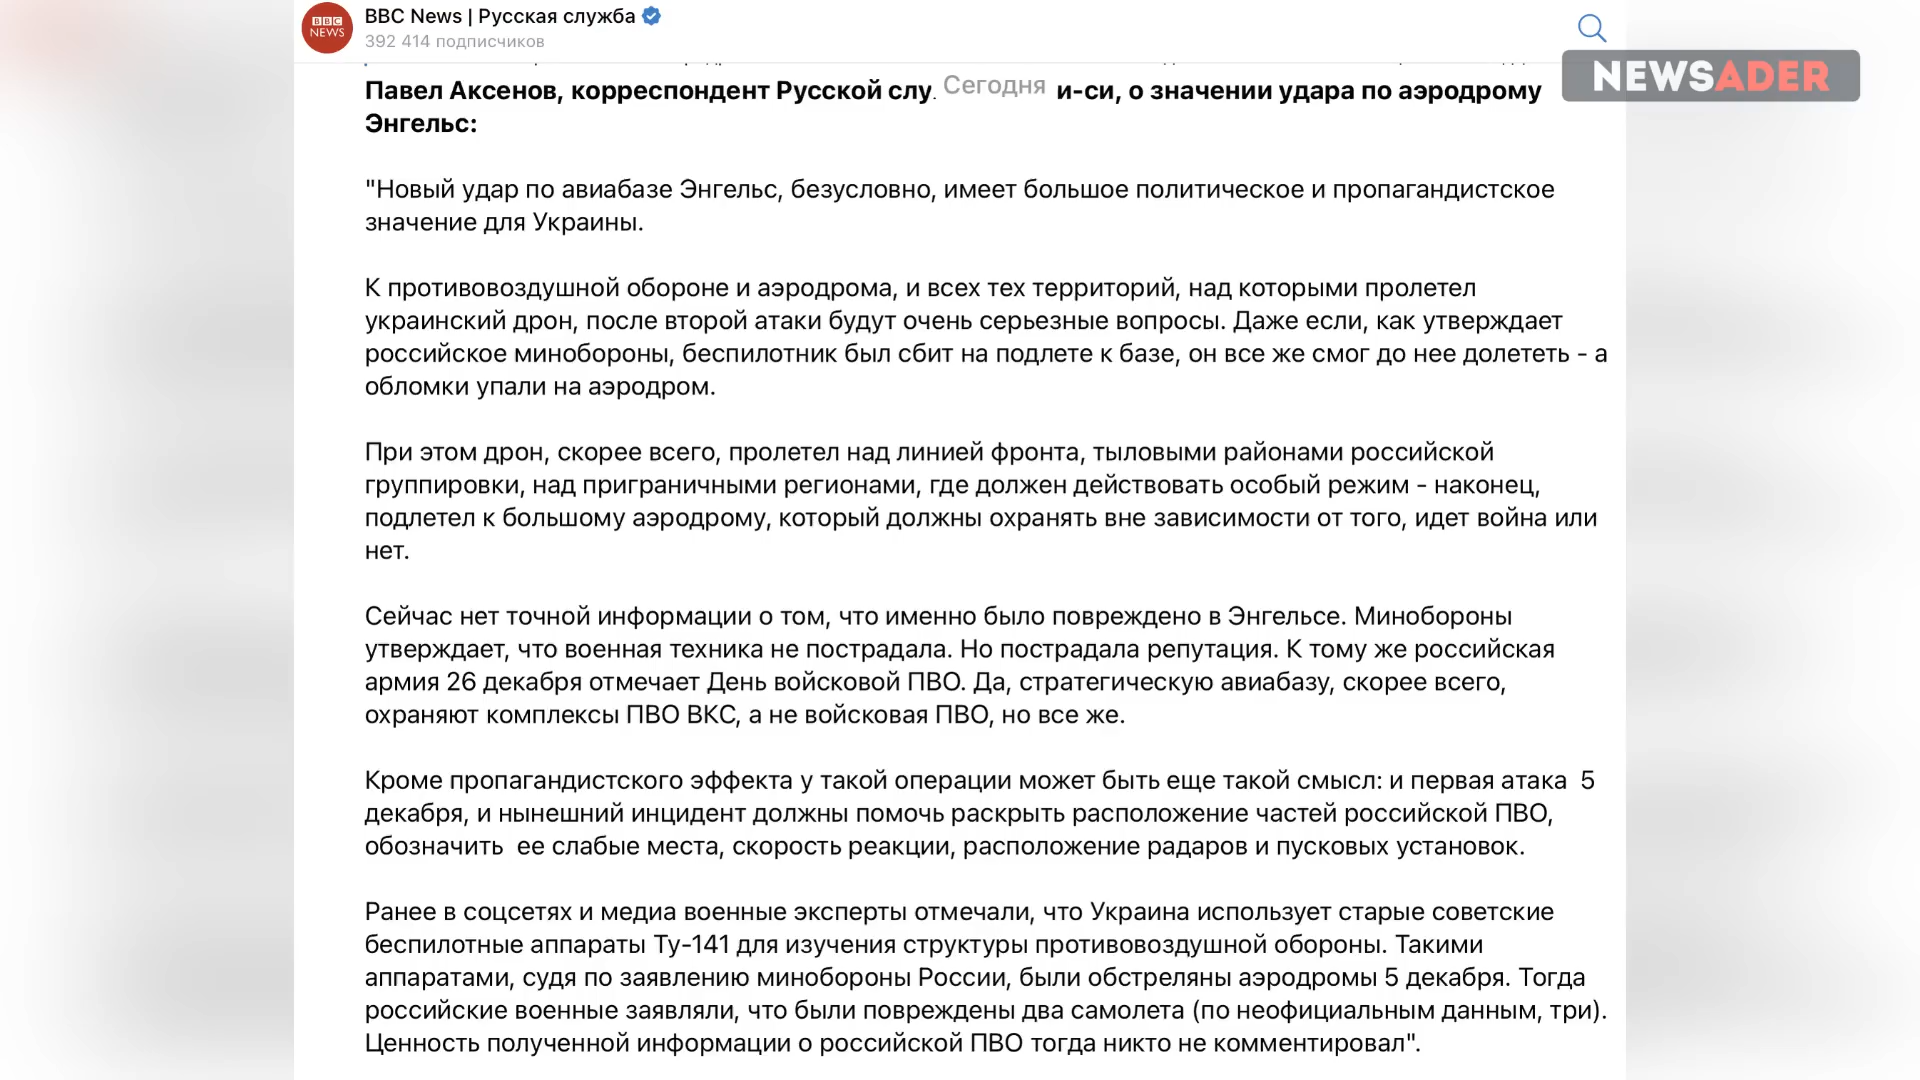 BBC NEWS
BBC News | Русская служба
392 414 подписчиков
NEWSADER
Павел Аксенов, корреспондент Русской слу. Сегодня и-си, о значении удара по аэродрому
Энгельс:
"Новый удар по авиабазе Энгельс, безусловно, имеет большое политическое и пропагандистское
значение для Украины.
К противовоздушной обороне и аэродрома, и всех тех территорий, над которыми пролетел
украинский дрон, после второй атаки будут очень серьезные вопросы. Даже если, как утверждает
российское минобороны, беспилотник был сбит на подлете к базе, он все же смог до нее долететь - а
обломки упали на аэродром.
При этом дрон, скорее всего, пролетел над линией фронта, тыловыми районами российской
группировки, над приграничными регионами, где должен действовать особый режим - наконец,
подлетел к большому аэродрому, который должны охранять вне зависимости от того, идет война или
нет.
Сейчас нет точной информации о том, что именно было повреждено в Энгельсе. Минобороны
утверждает, что военная техника не пострадала. Но пострадала репутация. К тому же российская
армия 26 декабря отмечает День войсковой ПВО. Да, стратегическую авиабазу, скорее всего,
охраняют комплексы ПВО ВКС, а не войсковая ПВО, но все же.
Кроме пропагандистского эффекта у такой операции может быть еще такой смысл: и первая атака  5
декабря, и нынешний инцидент должны помочь раскрыть расположение частей российской ПВО,
обозначить  ее слабые места, скорость реакции, расположение радаров и пусковых установок.
Ранее в соцсетях и медиа военные эксперты отмечали, что Украина использует старые советские
беспилотные аппараты Ту-141 для изучения структуры противовоздушной обороны. Такими
аппаратами, судя по заявлению минобороны России, были обстреляны аэродромы 5 декабря. Тогда
российские военные заявляли, что были повреждены два самолета (по неофициальным данным, три).
Ценность полученной информации о российской ПВО тогда никто не комментировал".